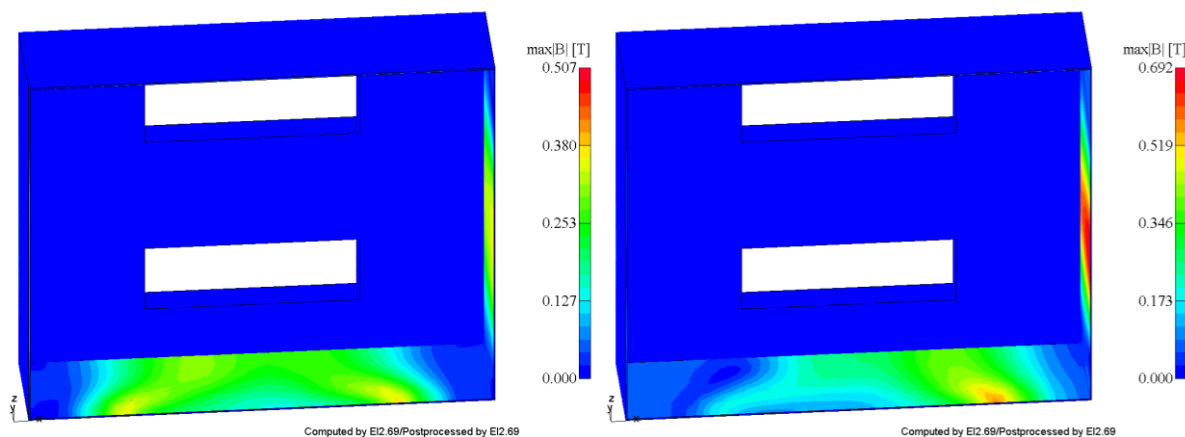 max|B| [T]
0.507
0.380
0.253
0.127
0.000
z
y
x
Computed by EI2.69/Postprocessed by EI2.69
max|B| [T]
0.692
0.519
0.346
0.173
0.000
z
y
x
Computed by EI2.69/Postprocessed by EI2.69